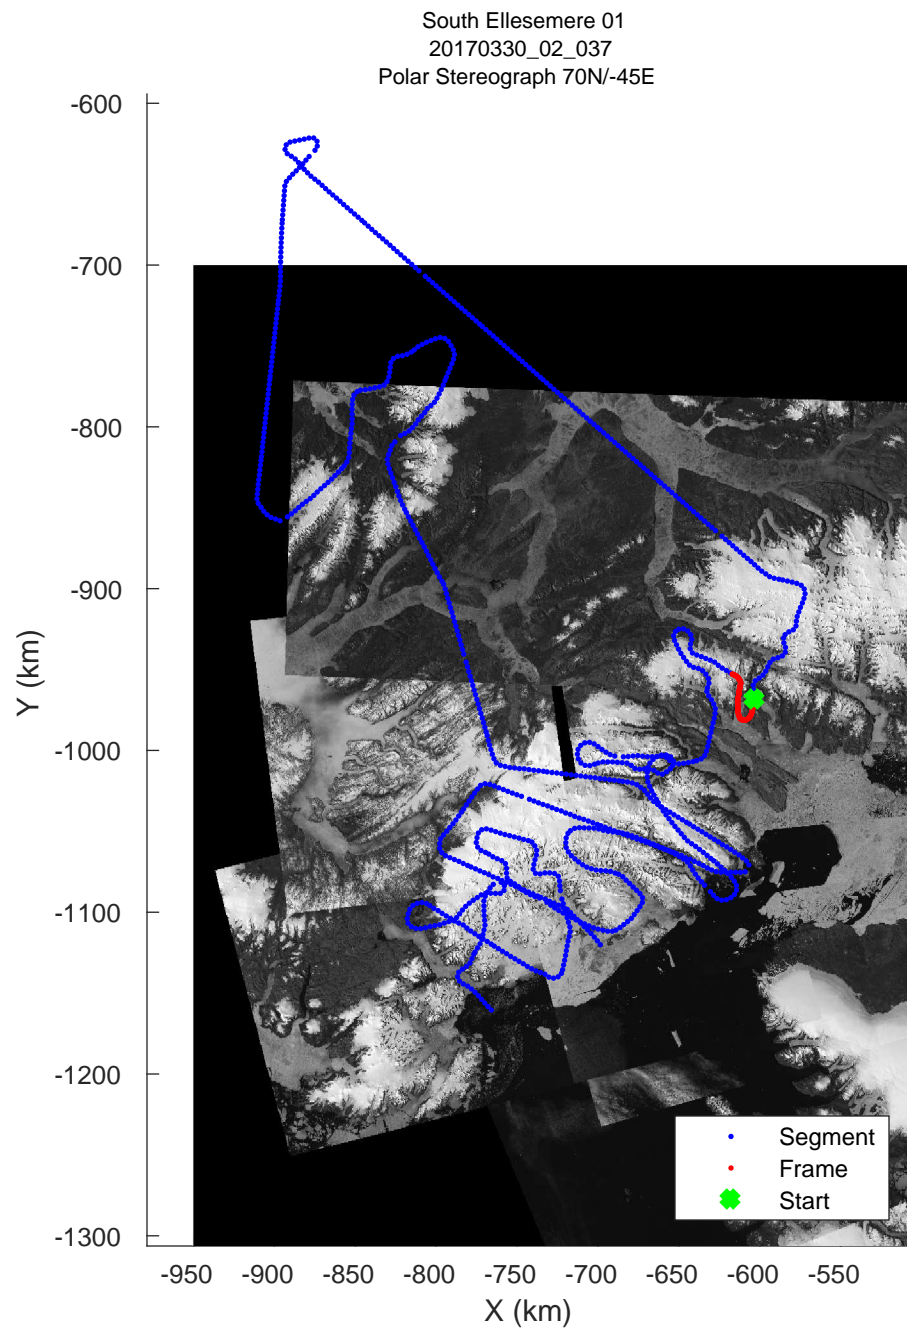 South Ellesemere 01
20170330_02_037
Polar Stereograph 70N/-45E
-600
-700
-800
-900
-1000
-1100
-1200
-1300
Y (km)
Segment
Frame
Start
-950 -900 -850 -800 -750 -700 -650 -600 -550
X (km)